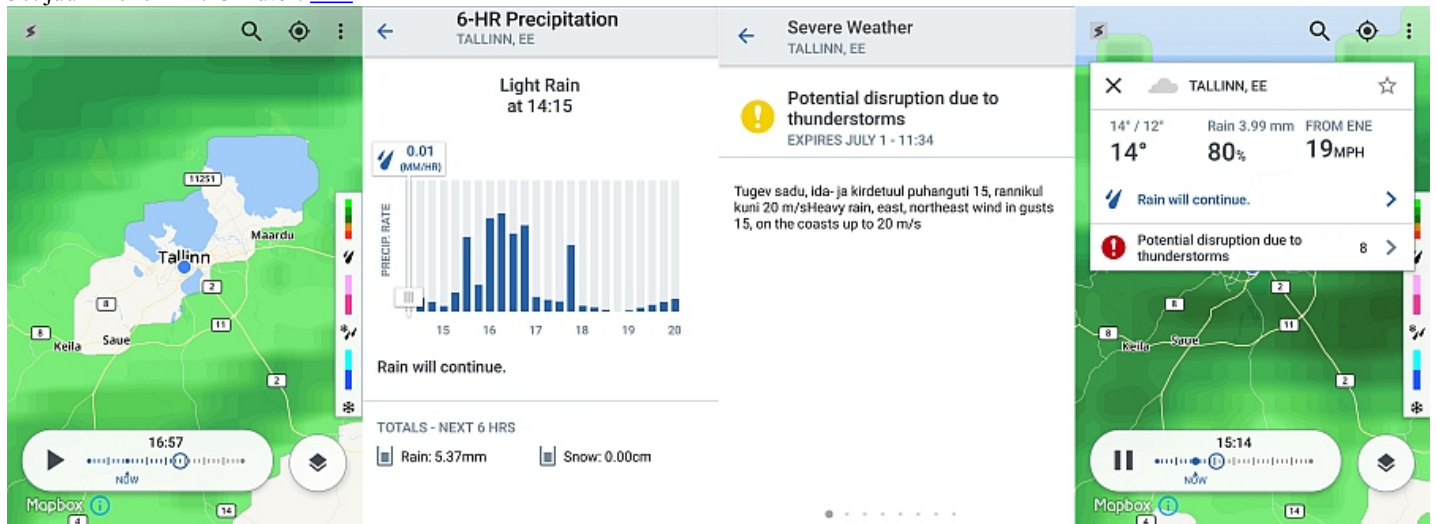 11251
Maardu
Tallinn
2
8
11
8
Keila
Saue
2
16:57
NOW
Mapbox
14
4
6-HR Precipitation
TALLINN, EE
Light Rain
at 14:15
0.01
(MM/HR)
PRECIP. RATE
15 16 17 18 19 20
Rain will continue.
TOTALS - NEXT 6 HRS
Rain: 5.37mm Snow: 0.00cm
Severe Weather
TALLINN, EE
Potential disruption due to
thunderstorms
EXPIRES JULY 1 - 11:34
Tugev sadu, ida- ja kirdetuul puhanguti 15, rannikul
kuni 20 m/sHeavy rain, east, northeast wind in gusts
15, on the coasts up to 20 m/s
TALLINN, EE
14° / 12° Rain 3.99 mm FROM ENE
14° 80% 19MPH
Rain will continue.
Potential disruption due to
thunderstorms
8
2
8
11
8
Keila
Saue
2
15:14
NOW
Mapbox
14
4